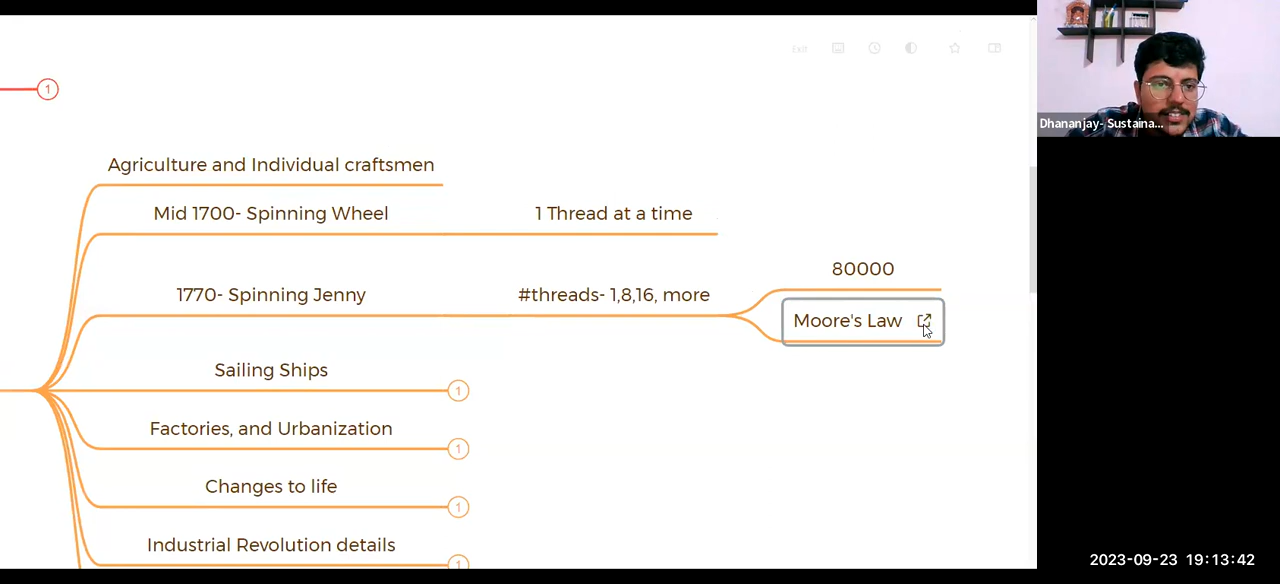 Exit
1
Agriculture and Individual craftsmen
Mid 1700- Spinning Wheel
1 Thread at a time
80000
1770- Spinning Jenny
#threads- 1,8,16, more
Moore's Law
Sailing Ships
1
Factories, and Urbanization
1
Changes to life
1
Industrial Revolution details
1
Dhananjay- Sustaina...
2023-09-23 19:13:42